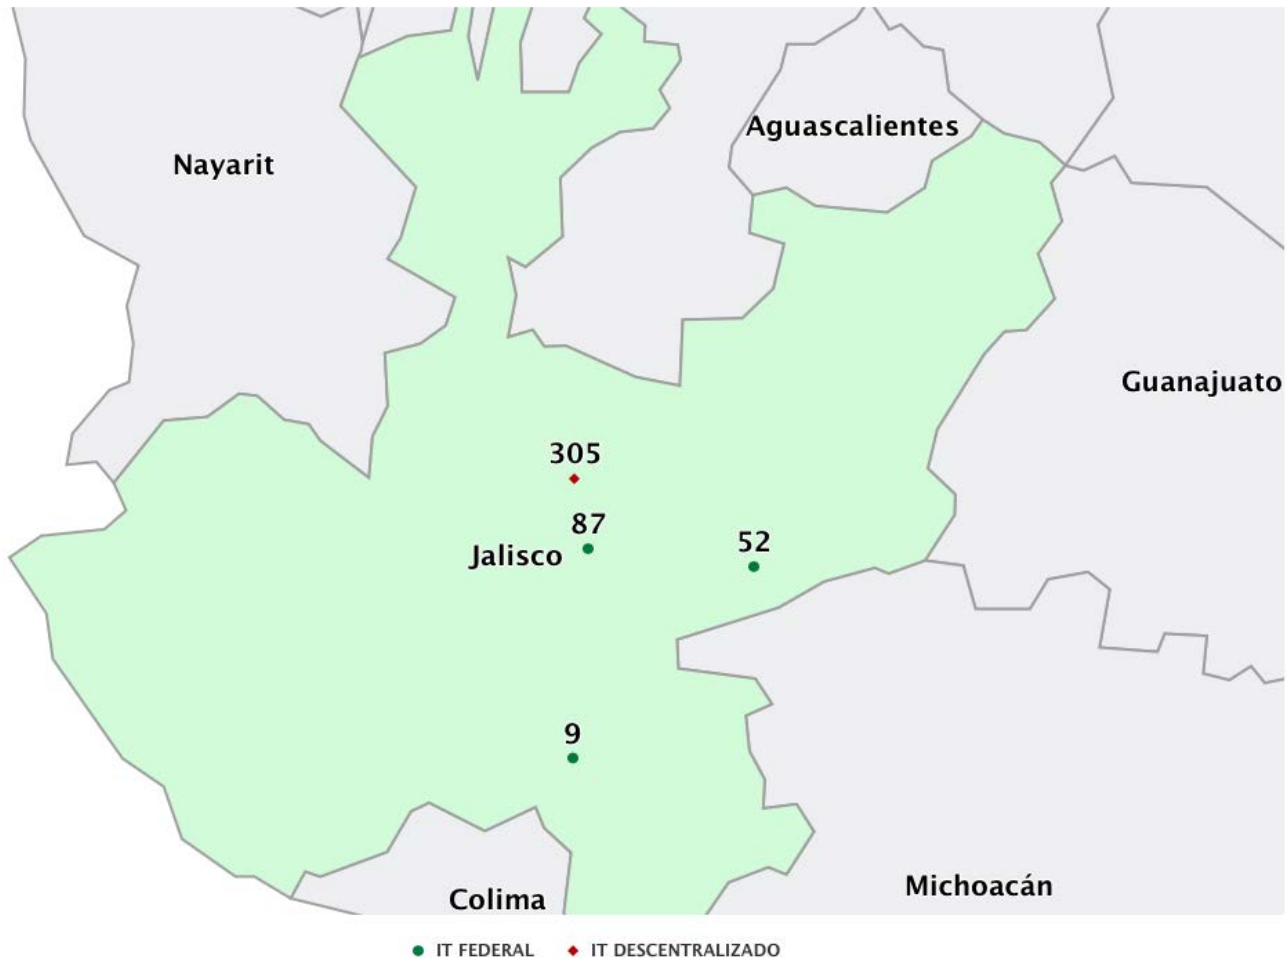 Aguascalientes
Nayarit
Guanajuato
305
87
Jalisco
52
9
Michoacán
Colima
IT FEDERAL IT DESCENTRALIZADO